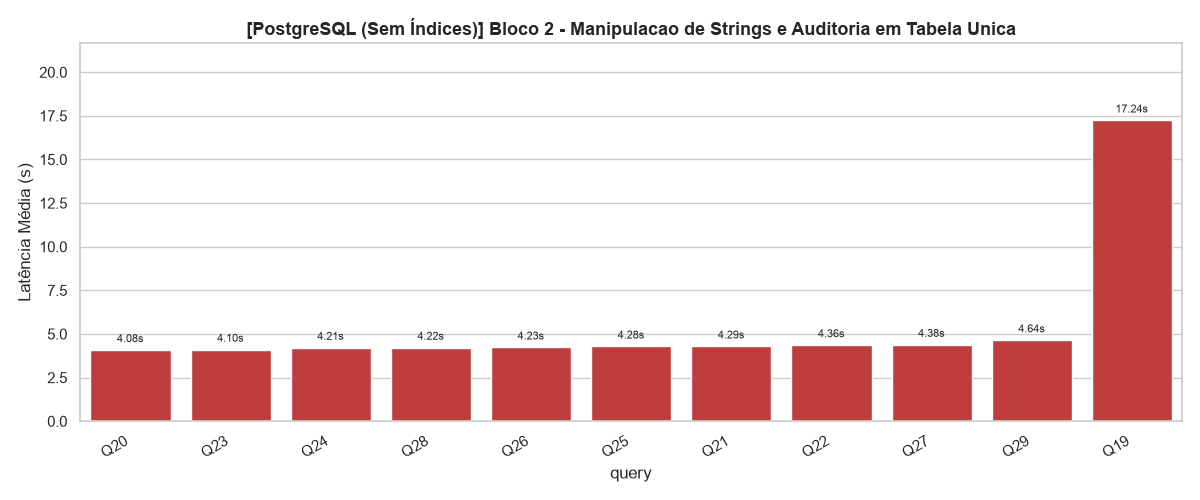 [PostgreSQL (Sem Índices)] Bloco 2 - Manipulacao de Strings e Auditoria em Tabela Unica
Latência Média (s)
20.0
17.5
15.0
12.5
10.0
7.5
5.0
2.5
0.0
4.08s
4.10s
4.21s
4.22s
4.23s
4.28s
4.29s
4.36s
4.38s
4.64s
17.24s
Q20
Q23
Q24
Q28
Q26
Q25
Q21
Q22
Q27
Q29
Q19
query